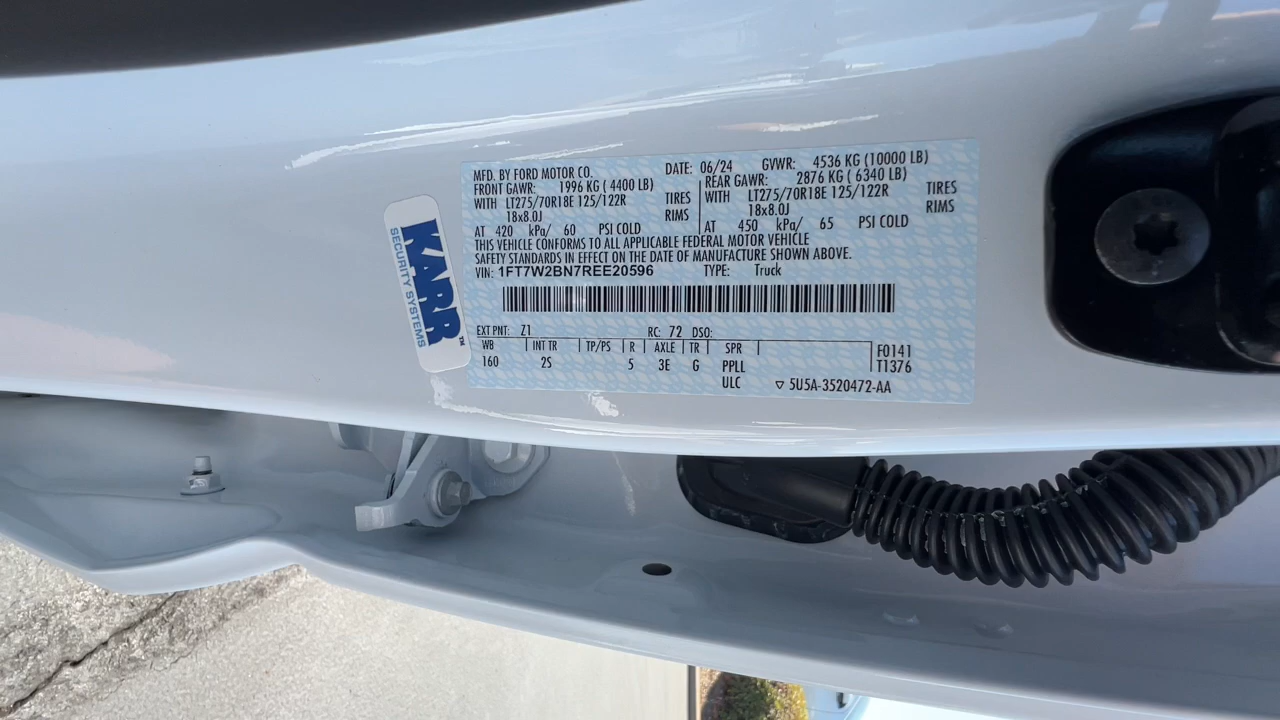 MFD. BY FORD MOTOR CO. DATE: 06/24 GVWR: 4536 KG (10000 LB)
FRONT GAWR: 1996 KG ( 4400 LB) REAR GAWR: 2876 KG ( 6340 LB)
WITH LT275/70R18E 125/122R TIRES WITH LT275/70R18E 125/122R TIRES
18x8.0J RIMS 18x8.0J RIMS
AT 420 kPa/ 60 PSI COLD AT 450 kPa/ 65 PSI COLD
THIS VEHICLE CONFORMS TO ALL APPLICABLE FEDERAL MOTOR VEHICLE
SAFETY STANDARDS IN EFFECT ON THE DATE OF MANUFACTURE SHOWN ABOVE.
VIN: 1FT7W2BN7REE20596 TYPE: Truck
EXT PNT: Z1 RC: 72 DSO:
WB INT TR TP/PS R AXLE TR SPR F0141
160 2S 5 3E G PPLL T1376
ULC 5U5A-3520472-AA
KARR™
SECURITY SYSTEMS